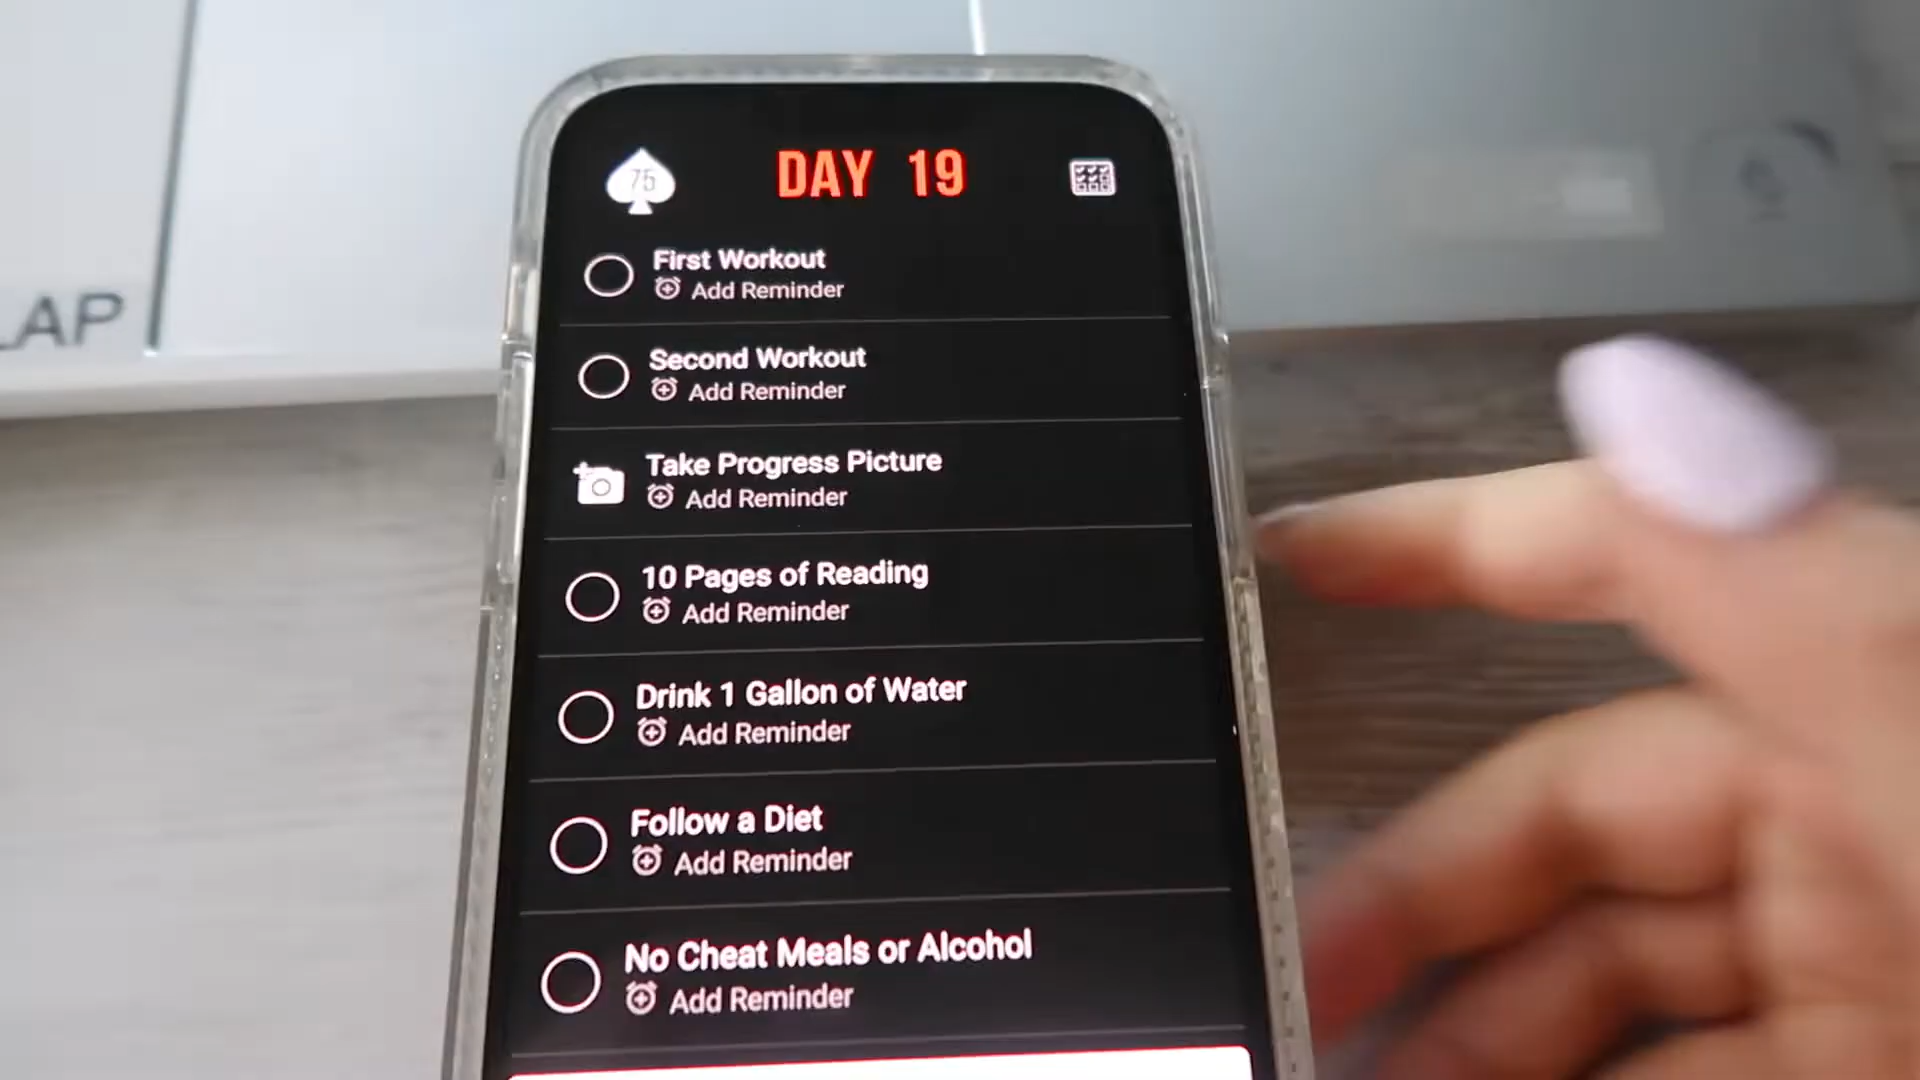 75
DAY 19
First Workout
Add Reminder
Second Workout
Add Reminder
Take Progress Picture
Add Reminder
10 Pages of Reading
Add Reminder
Drink 1 Gallon of Water
Add Reminder
Follow a Diet
Add Reminder
No Cheat Meals or Alcohol
Add Reminder
LAP